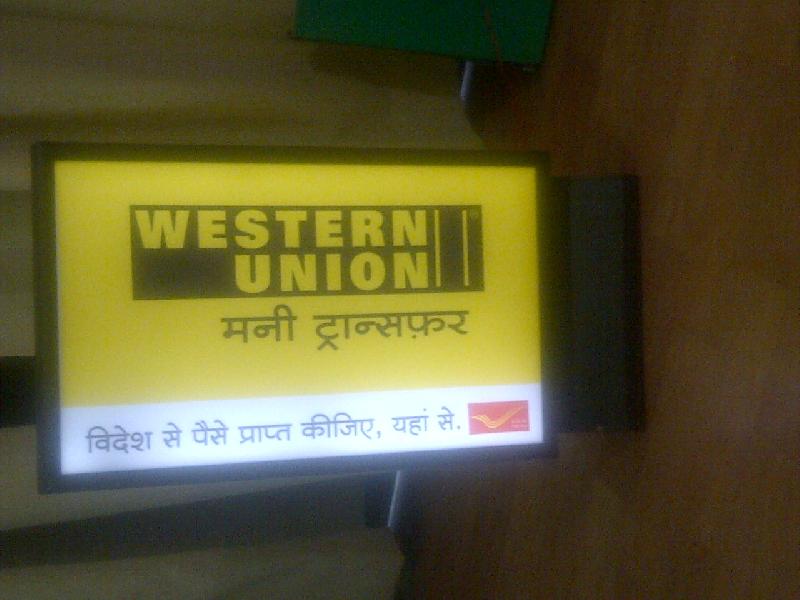 WESTERN
UNION
मनी ट्रान्सफ़र
विदेश से पैसे प्राप्त कीजिए, यहां से.